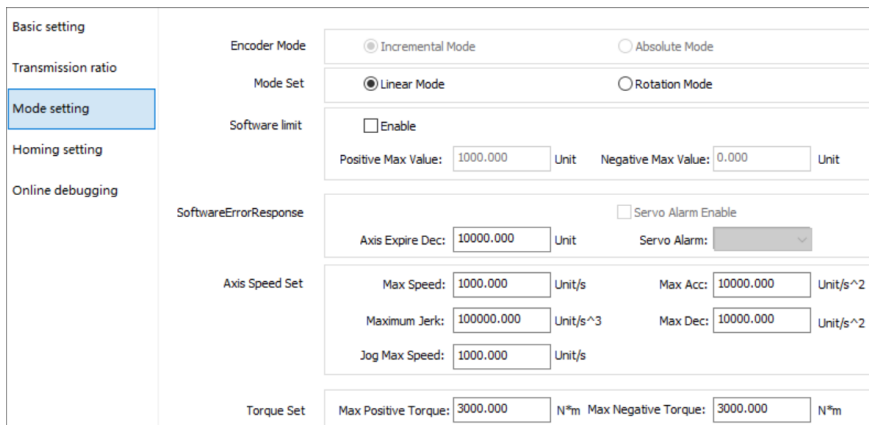 Basic setting
Transmission ratio
Mode setting
Homing setting
Online debugging
Encoder Mode Incremental Mode Absolute Mode
Mode Set Linear Mode Rotation Mode
Software limit Enable
Positive Max Value: 1000.000 Unit Negative Max Value: 0.000 Unit
SoftwareErrorResponse Servo Alarm Enable
Axis Expire Dec: 10000.000 Unit Servo Alarm:
Axis Speed Set Max Speed: 1000.000 Unit/s Max Acc: 10000.000 Unit/s^2
Maximum Jerk: 100000.000 Unit/s^3 Max Dec: 10000.000 Unit/s^2
Jog Max Speed: 1000.000 Unit/s
Torque Set Max Positive Torque: 3000.000 N*m Max Negative Torque: 3000.000 N*m